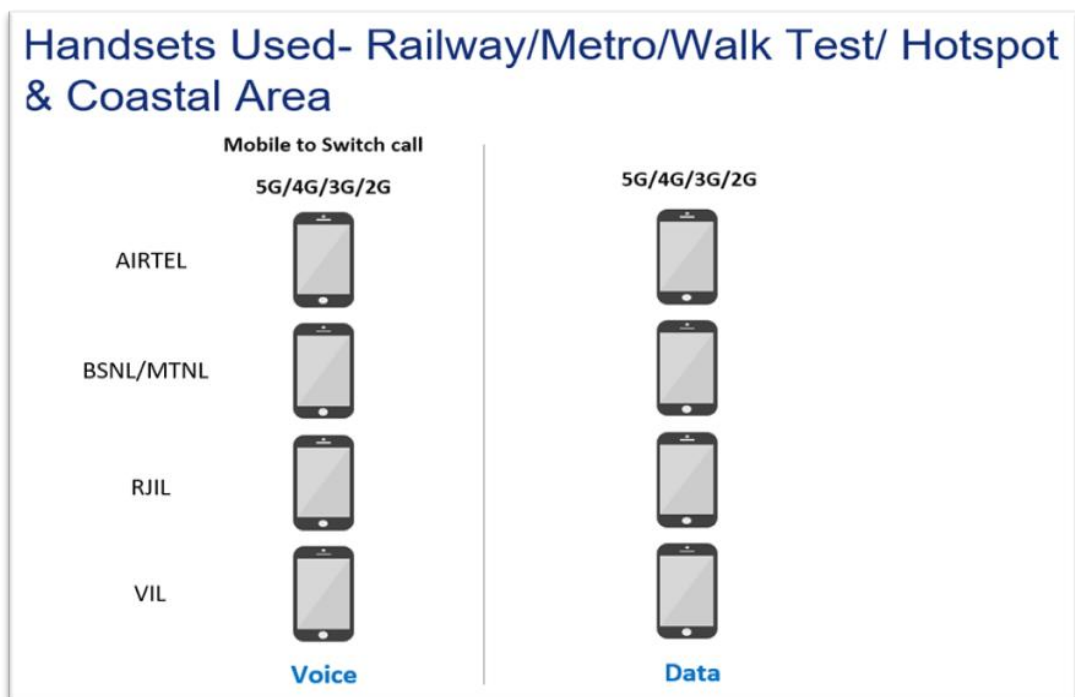 Handsets Used- Railway/Metro/Walk Test/ Hotspot
& Coastal Area
Mobile to Switch call
5G/4G/3G/2G
5G/4G/3G/2G
AIRTEL
BSNL/MTNL
RJIL
VIL
Voice
Data